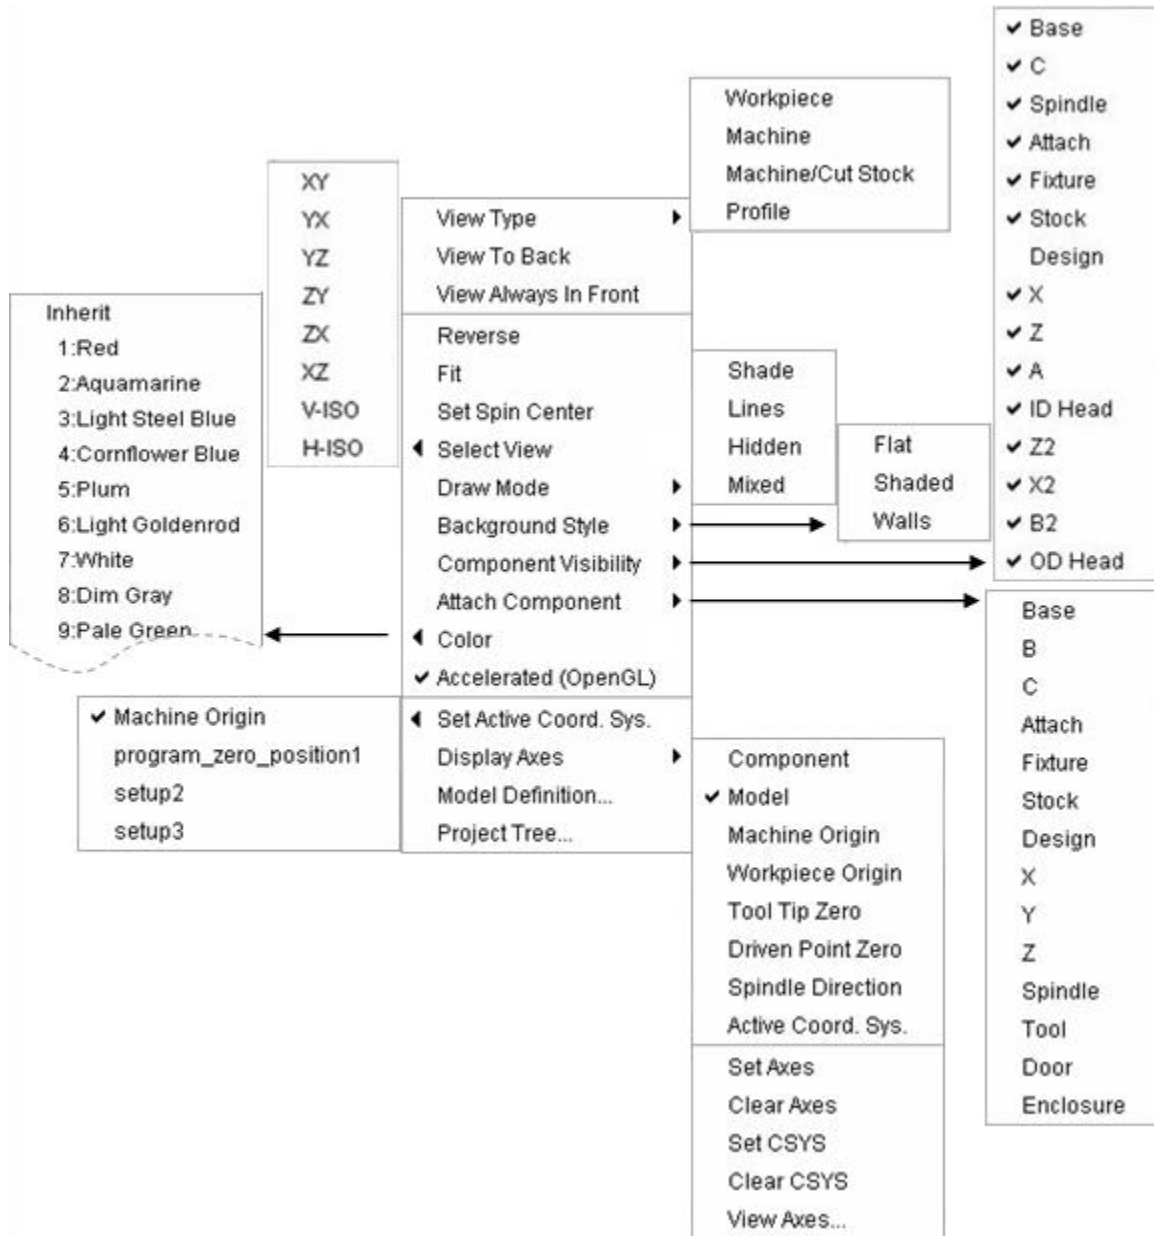 XY
YX
YZ
ZY
ZX
XZ
V-ISO
H-ISO
Inherit
1:Red
2:Aquamarine
3:Light Steel Blue
4:Cornflower Blue
5:Plum
6:Light Goldenrod
7:White
8:Dim Gray
9:Pale Green
Machine Origin
program_zero_position1
setup2
setup3
View Type
View To Back
View Always In Front
Reverse
Fit
Set Spin Center
Select View
Draw Mode
Background Style
Component Visibility
Attach Component
Color
Accelerated (OpenGL)
Set Active Coord. Sys.
Display Axes
Model Definition...
Project Tree...
Workpiece
Machine
Machine/Cut Stock
Profile
Shade
Lines
Hidden
Mixed
Flat
Shaded
Walls
Base
C
Spindle
Attach
Fixture
Stock
Design
X
Z
A
ID Head
Z2
X2
B2
OD Head
Base
B
C
Attach
Fixture
Stock
Design
X
Y
Z
Spindle
Tool
Door
Enclosure
Component
Model
Machine Origin
Workpiece Origin
Tool Tip Zero
Driven Point Zero
Spindle Direction
Active Coord. Sys.
Set Axes
Clear Axes
Set CSYS
Clear CSYS
View Axes...